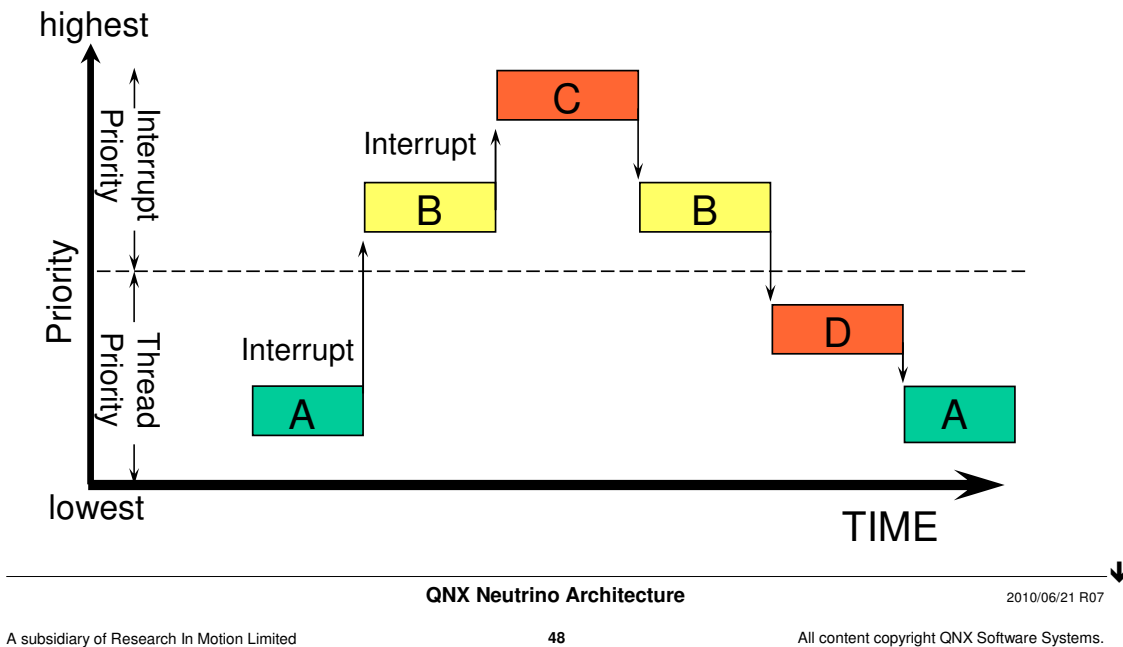 highest
C
Interrupt
Interrupt
Priority
B
B
Priority
D
Thread
Priority
Interrupt
A
A
lowest
TIME
QNX Neutrino Architecture
2010/06/21 R07
A subsidiary of Research In Motion Limited
48
All content copyright QNX Software Systems.